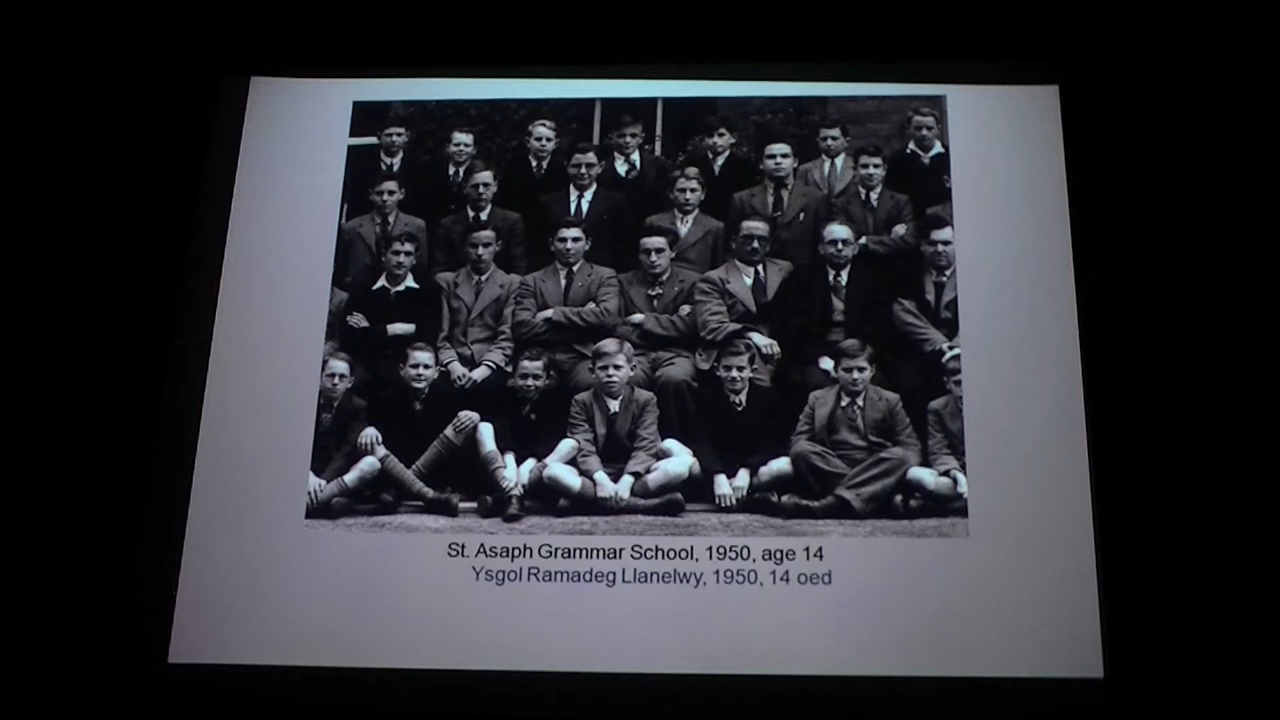 St. Asaph Grammar School, 1950, age 14
Ysgol Ramadeg Llanelwy, 1950, 14 oed